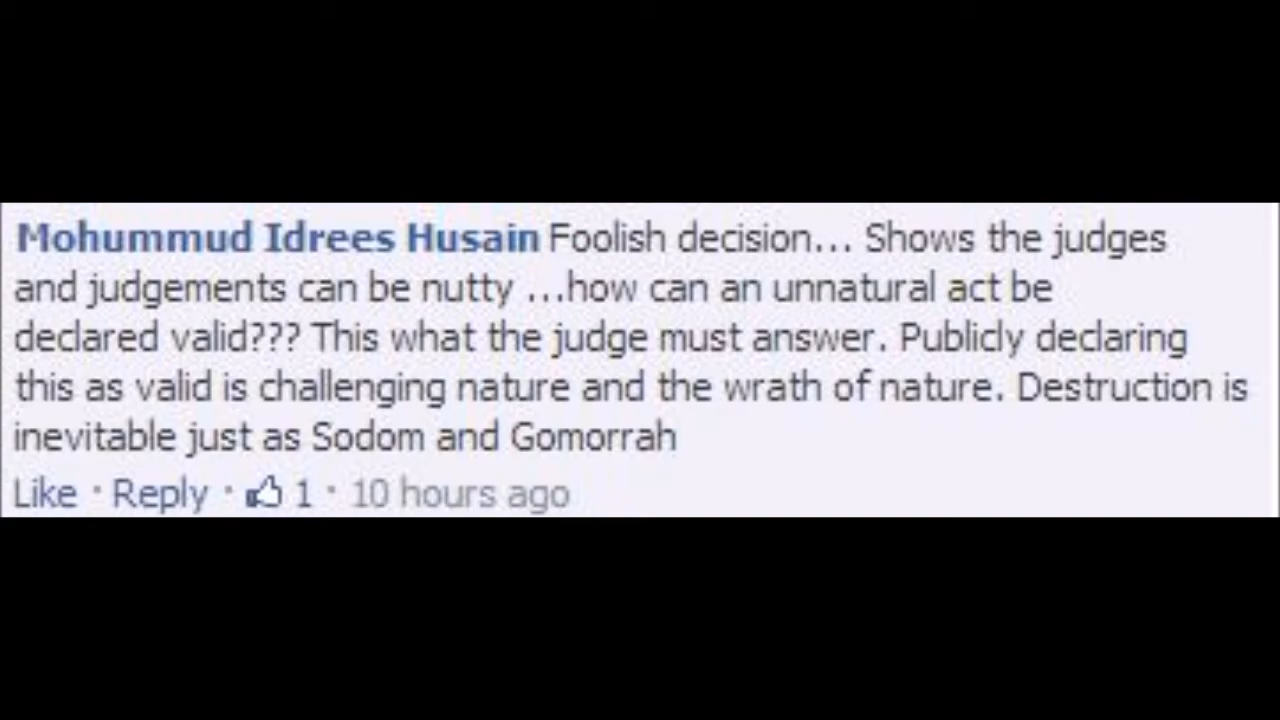 Mohummud Idrees Husain Foolish decision... Shows the judges
and judgements can be nutty ...how can an unnatural act be
declared valid??? This what the judge must answer. Publicly declaring
this as valid is challenging nature and the wrath of nature. Destruction is
inevitable just as Sodom and Gomorrah
Like · Reply · 1 · 10 hours ago